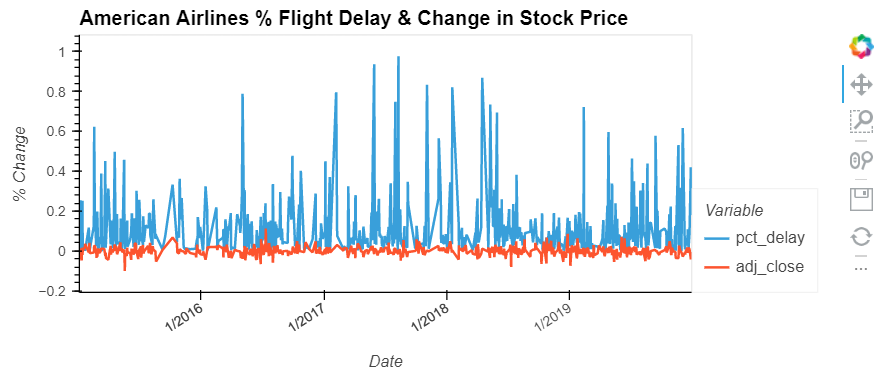 American Airlines % Flight Delay & Change in Stock Price
% Change
1
0.8
0.6
0.4
0.2
0
−0.2
1/2016
1/2017
1/2018
1/2019
Date
Variable
pct_delay
adj_close